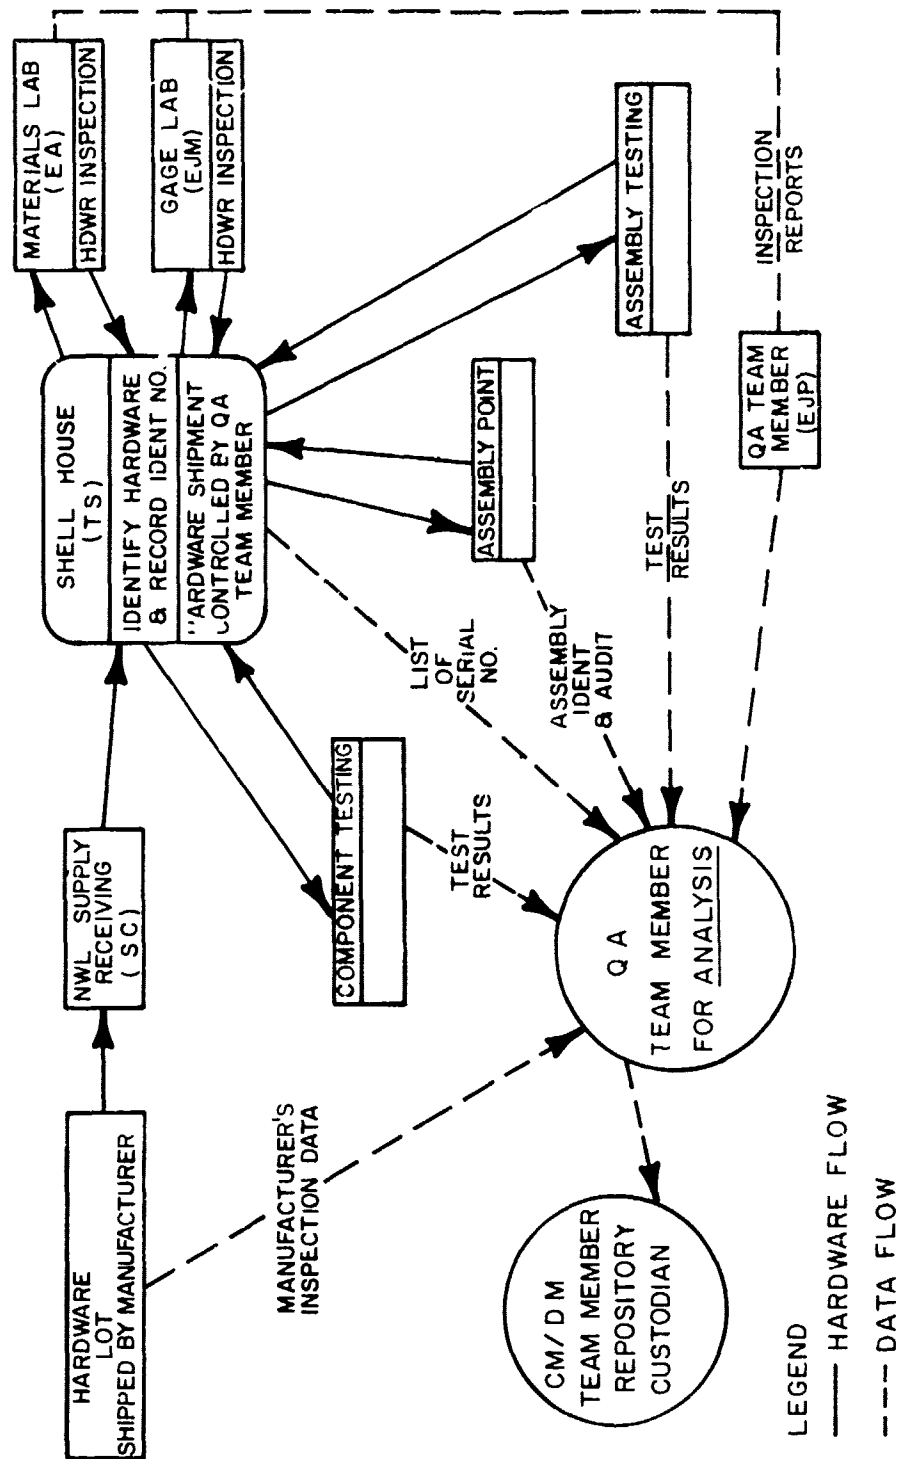 HARDWARE
LOT
SHIPPED BY MANUFACTURER
NWL SUPPLY
RECEIVING
(SC)
SHELL HOUSE
(TS)
IDENTIFY HARDWARE
& RECORD IDENT NO.
"ARDWARE SHIPMENT
CONTROLLED BY QA
TEAM MEMBER
MATERIALS LAB
(EA)
HDWR INSPECTION
GAGE LAB
(EJM)
HDWR INSPECTION
COMPONENT TESTING
ASSEMBLY POINT
ASSEMBLY TESTING
MANUFACTURER'S
INSPECTION DATA
TEST
RESULTS
LIST
OF
SERIAL
NO.
ASSEMBLY
IDENT
& AUDIT
TEST
RESULTS
INSPECTION
REPORTS
QA TEAM
MEMBER
(EJP)
QA
TEAM MEMBER
FOR ANALYSIS
CM/DM
TEAM MEMBER
REPOSITORY
CUSTODIAN
LEGEND
HARDWARE FLOW
DATA FLOW